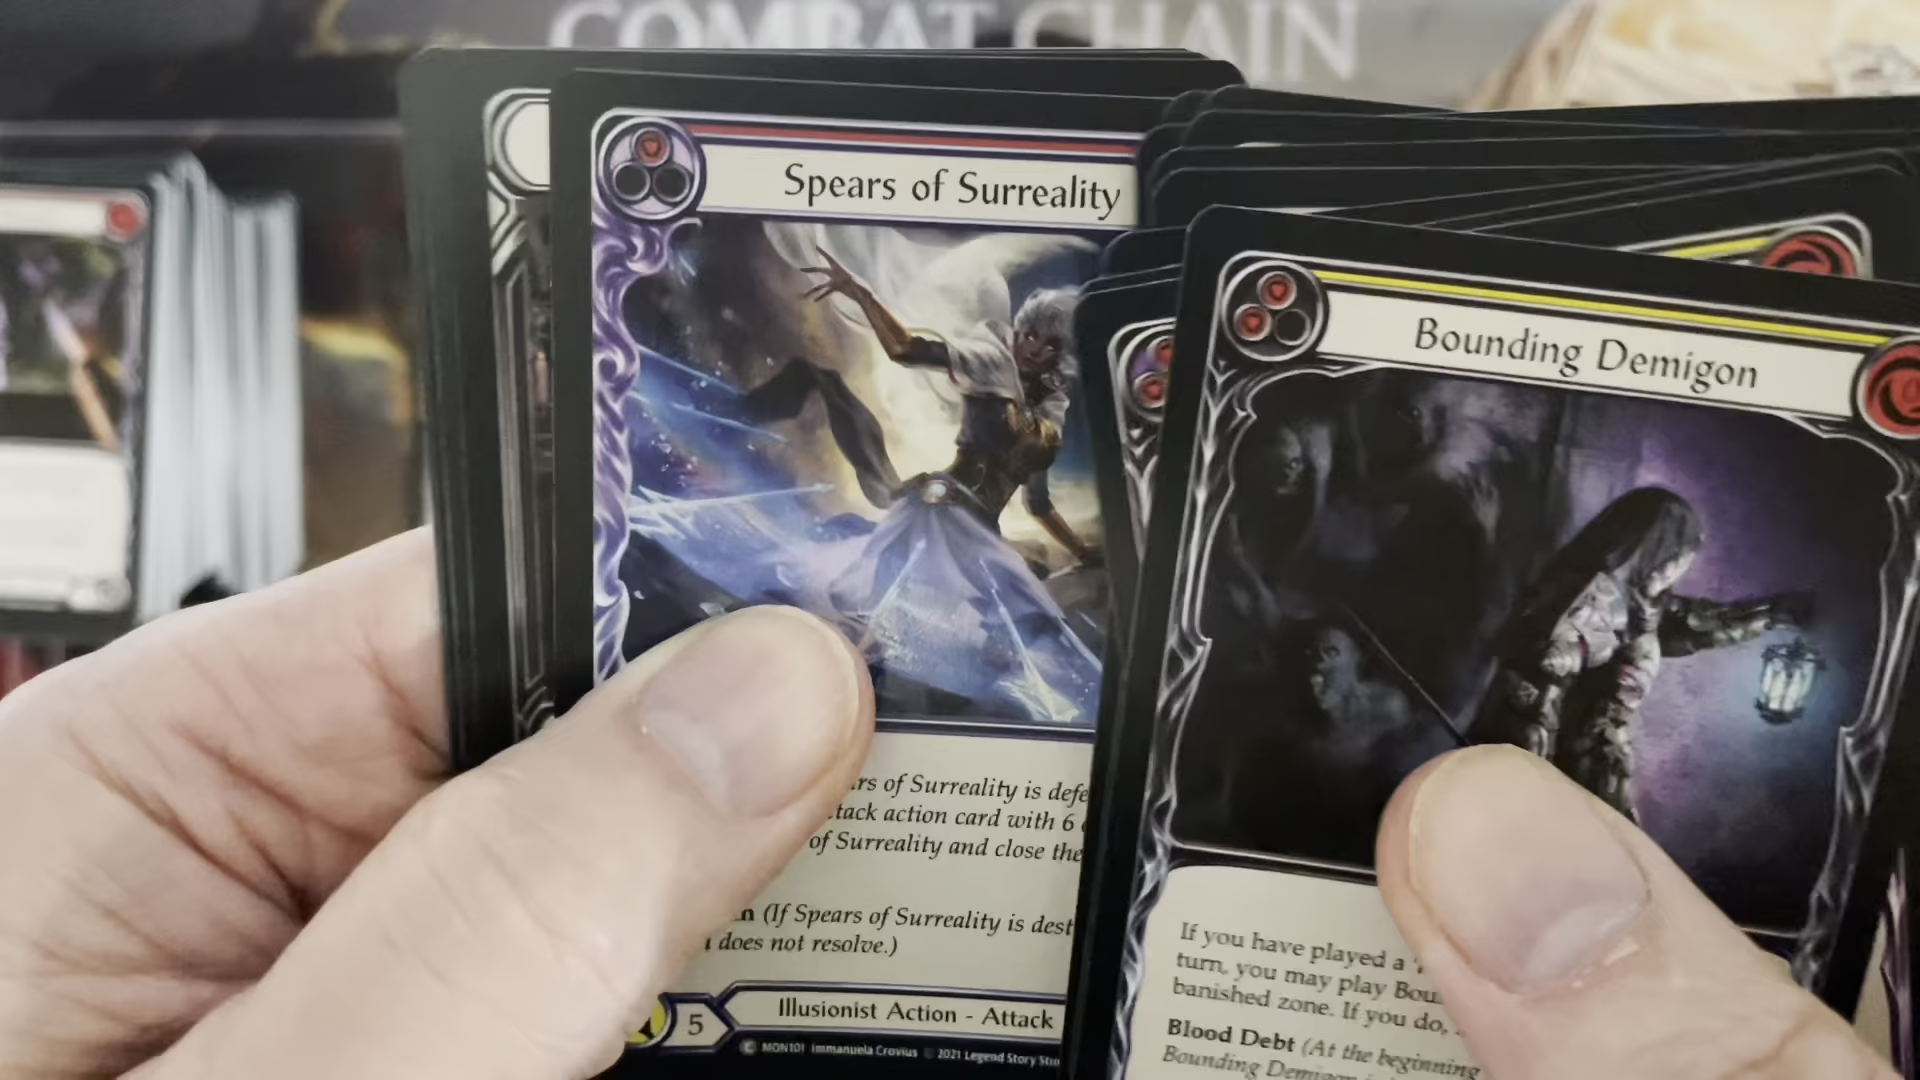 COMBAT CHAIN
Spears of Surreality
rs of Surreality is defe
tack action card with 6
of Surreality and close the
n (If Spears of Surreality is dest
does not resolve.)
5
Illusionist Action - Attack
C MON101 Immanuela Crovius © 2021 Legend Story Stu
Bounding Demigon
If you have played a
turn, you may play Bou
banished zone. If you do,
Blood Debt (At the beginning
Bounding Demigon